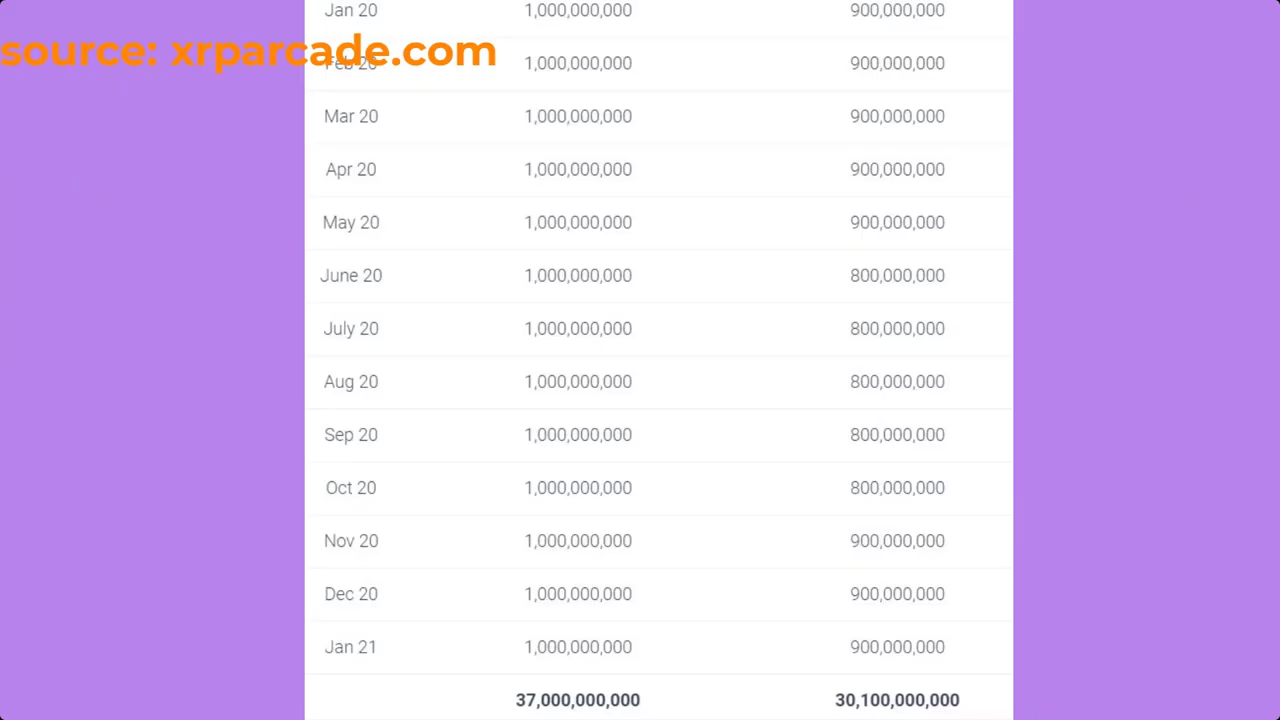 Jan 20 1,000,000,000 900,000,000
source: xrparcade.com
Feb 20 1,000,000,000 900,000,000
Mar 20 1,000,000,000 900,000,000
Apr 20 1,000,000,000 900,000,000
May 20 1,000,000,000 900,000,000
June 20 1,000,000,000 800,000,000
July 20 1,000,000,000 800,000,000
Aug 20 1,000,000,000 800,000,000
Sep 20 1,000,000,000 800,000,000
Oct 20 1,000,000,000 800,000,000
Nov 20 1,000,000,000 900,000,000
Dec 20 1,000,000,000 900,000,000
Jan 21 1,000,000,000 900,000,000
37,000,000,000 30,100,000,000